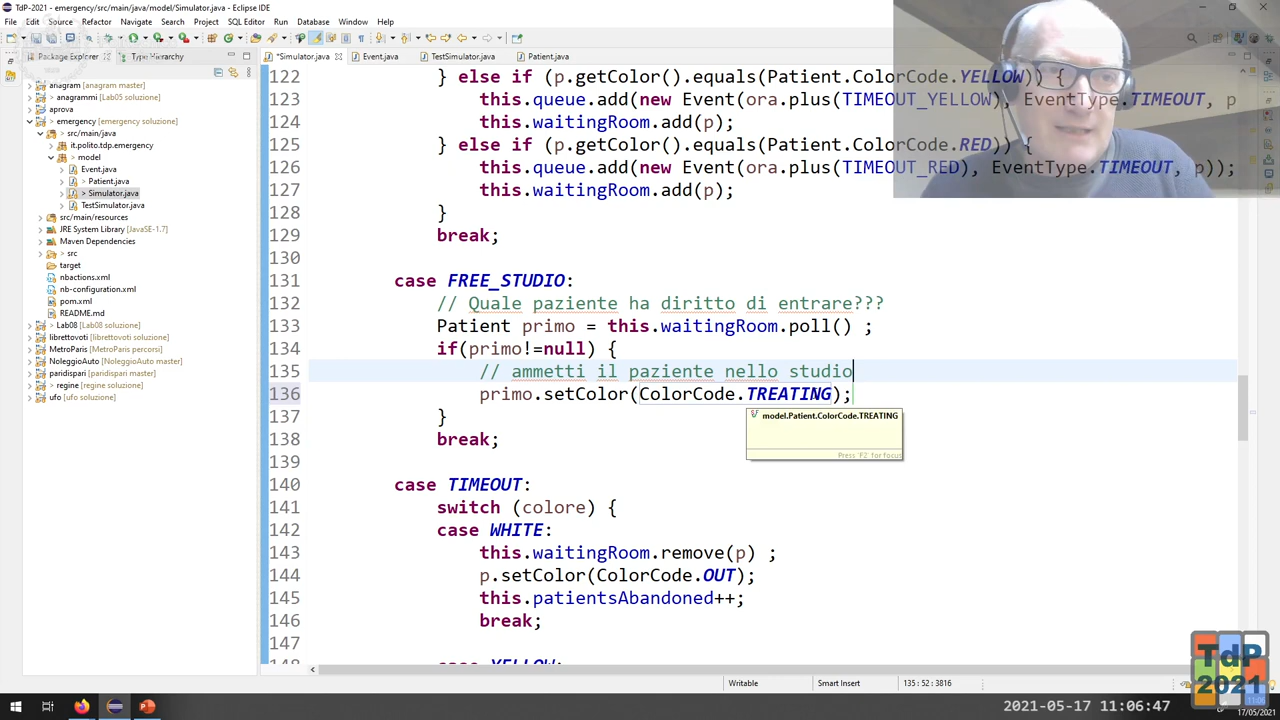 TdP-2021 - emergency/src/main/java/model/Simulator.java - Eclipse IDE
File Edit Source Refactor Navigate Search Project SQL Editor Run Database Window Help
Package Explorer Type Hierarchy
*Simulator.java Event.java TestSimulator.java Patient.java
anagram [anagram master]
anagrammi [Lab05 soluzione]
aprova
emergency [emergency soluzione]
src/main/java
it.polito.tdp.emergency
model
Event.java
> Patient.java
> Simulator.java
TestSimulator.java
src/main/resources
JRE System Library [JavaSE-1.7]
Maven Dependencies
> src
target
nbactions.xml
nb-configuration.xml
pom.xml
README.md
> Lab08 [Lab08 soluzione]
librettovoti [librettovoti soluzione]
MetroParis [MetroParis percorsi]
NoleggioAuto [NoleggioAuto master]
paridispari [paridispari master]
> regine [regine soluzione]
ufo [ufo soluzione]
122 } else if (p.getColor().equals(Patient.ColorCode.YELLOW)) {
123 this.queue.add(new Event(ora.plus(TIMEOUT_YELLOW), EventType.TIMEOUT, p
124 this.waitingRoom.add(p);
125 } else if (p.getColor().equals(Patient.ColorCode.RED)) {
126 this.queue.add(new Event(ora.plus(TIMEOUT_RED), EventType.TIMEOUT, p));
127 this.waitingRoom.add(p);
128 }
129 break;
130
131 case FREE_STUDIO:
132 // Quale paziente ha diritto di entrare???
133 Patient primo = this.waitingRoom.poll() ;
134 if(primo!=null) {
135 // ammetti il paziente nello studio
136 primo.setColor(ColorCode.TREATING);
137 }
138 break;
139
140 case TIMEOUT:
141 switch (colore) {
142 case WHITE:
143 this.waitingRoom.remove(p) ;
144 p.setColor(ColorCode.OUT);
145 this.patientsAbandoned++;
146 break;
147
148 case YELLOW:
model.Patient.ColorCode.TREATING
Press 'F2' for focus
Writable Smart Insert 135 : 52 : 3816
TdP
2021
2021-05-17 11:06:47
11:06
17/05/2021